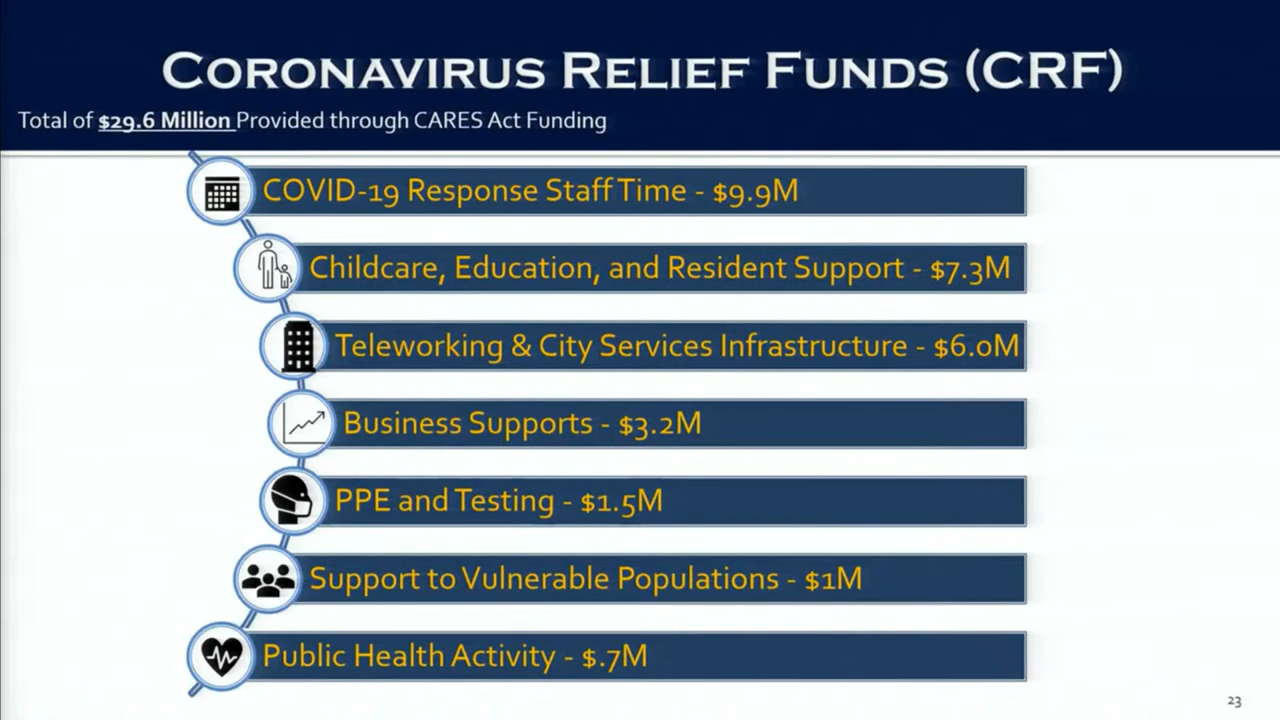 CORONAVIRUS RELIEF FUNDS (CRF)
Total of $29.6 Million Provided through CARES Act Funding
COVID-19 Response Staff Time - $9.9M
Childcare, Education, and Resident Support - $7.3M
Teleworking & City Services Infrastructure - $6.0M
Business Supports - $3.2M
PPE and Testing - $1.5M
Support to Vulnerable Populations - $1M
Public Health Activity - $.7M
23